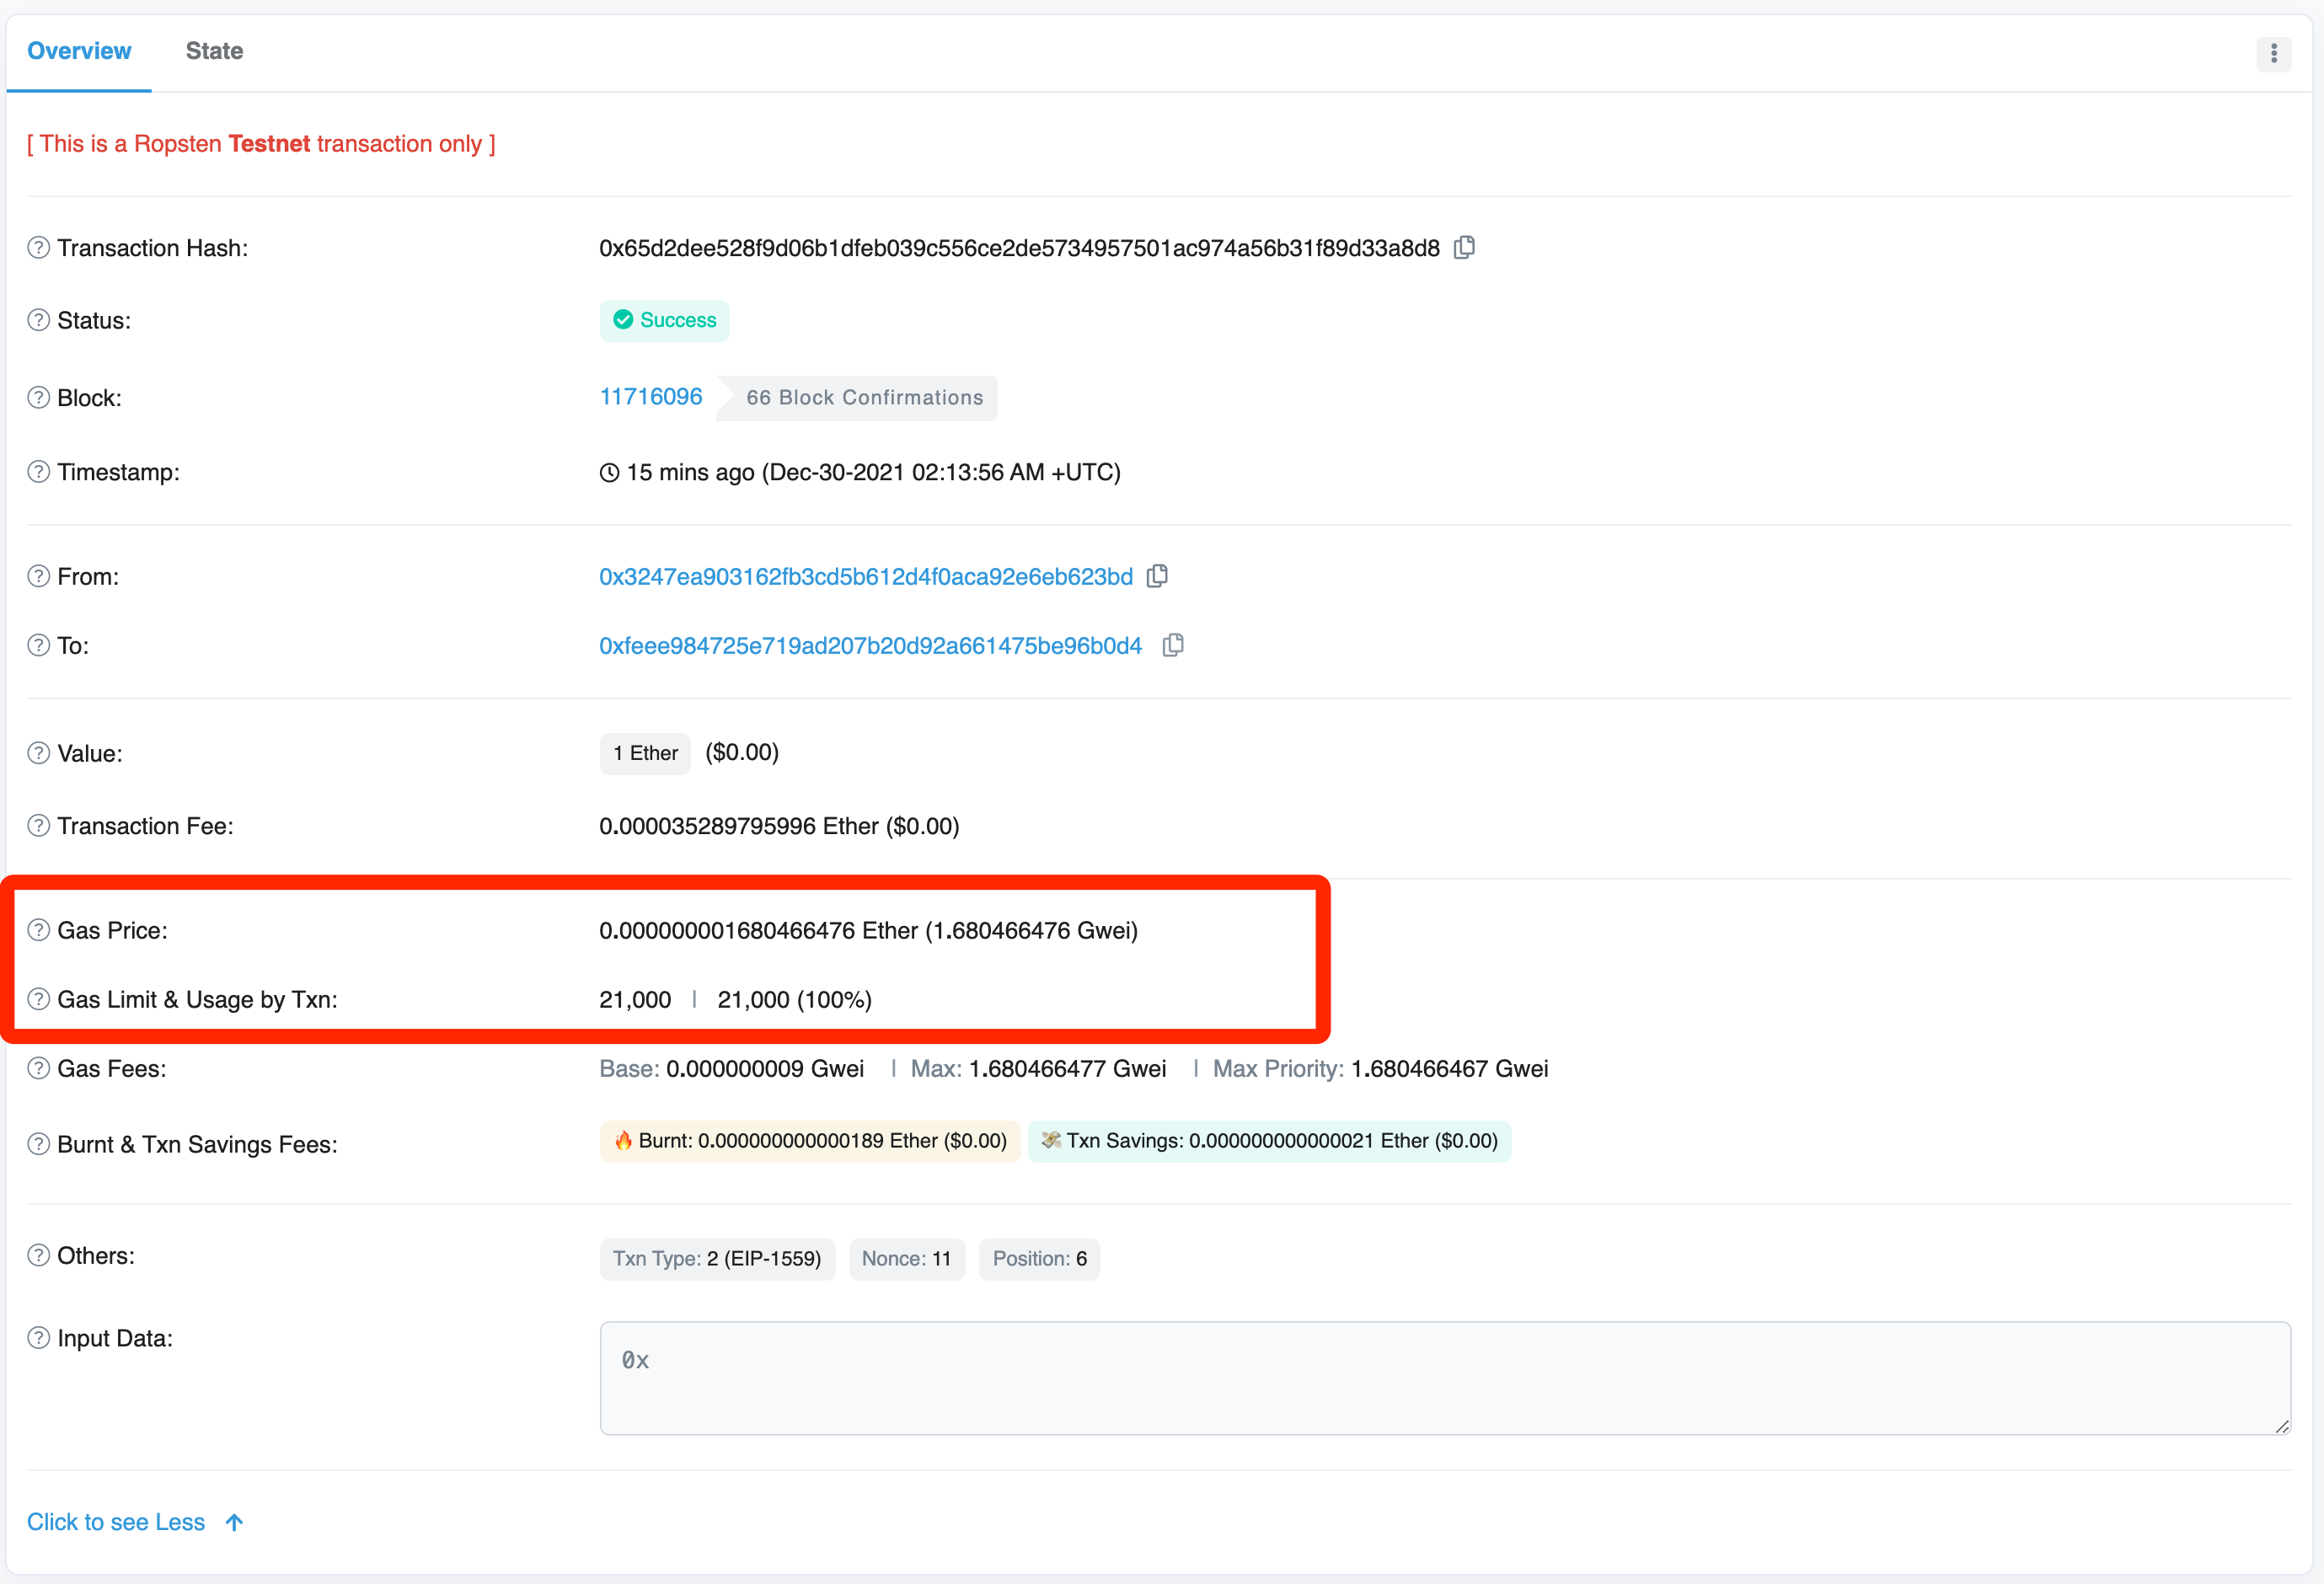 Overview State
[ This is a Ropsten Testnet transaction only ]
Transaction Hash: 0x65d2dee528f9d06b1dfeb039c556ce2de5734957501ac974a56b31f89d33a8d8
Status: Success
Block: 11716096 66 Block Confirmations
Timestamp: 15 mins ago (Dec-30-2021 02:13:56 AM +UTC)
From: 0x3247ea903162fb3cd5b612d4f0aca92e6eb623bd
To: 0xfeee984725e719ad207b20d92a661475be96b0d4
Value: 1 Ether ($0.00)
Transaction Fee: 0.000035289795996 Ether ($0.00)
Gas Price: 0.000000001680466476 Ether (1.680466476 Gwei)
Gas Limit & Usage by Txn: 21,000 | 21,000 (100%)
Gas Fees: Base: 0.000000009 Gwei | Max: 1.680466477 Gwei | Max Priority: 1.680466467 Gwei
Burnt & Txn Savings Fees: 🔥 Burnt: 0.000000000000189 Ether ($0.00) 💸 Txn Savings: 0.000000000000021 Ether ($0.00)
Others: Txn Type: 2 (EIP-1559) Nonce: 11 Position: 6
Input Data: 0x
Click to see Less ↑